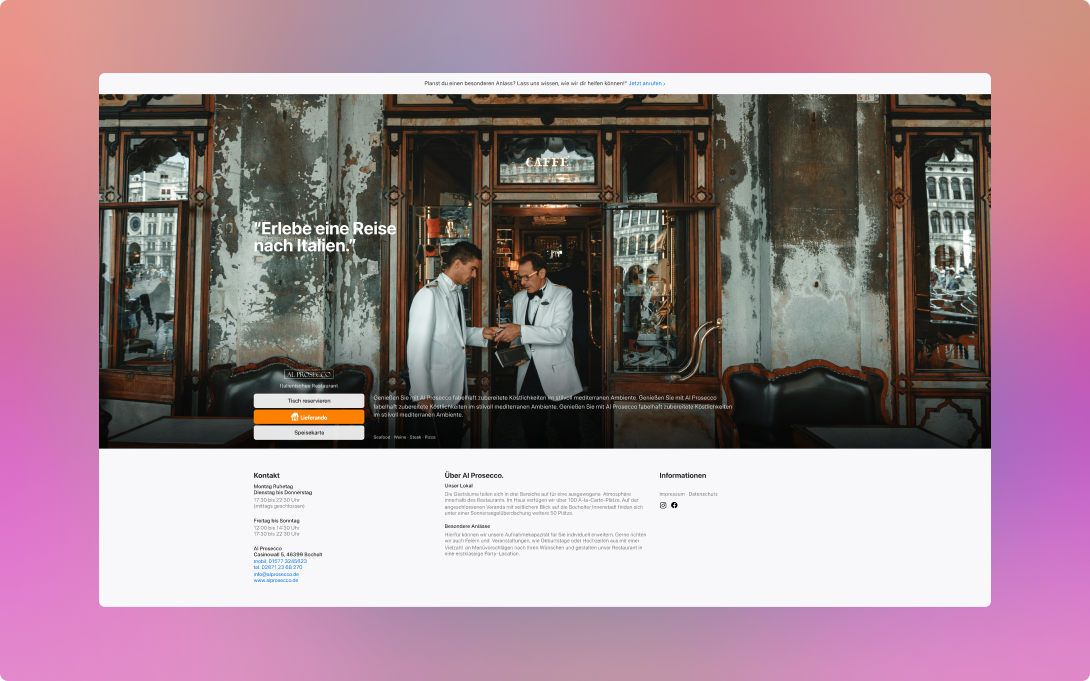 Planst du einen besonderen Anlass? Lass uns wissen, wie wir dir helfen können!" Jetzt anrufen ›
CAFFE
"Erlebe eine Reise
nach Italien."
AL PROSECCO
Italienisches Restaurant
Tisch reservieren
Lieferando
Speisekarte
Genießen Sie mit Al Prosecco fabelhaft zubereitete Köstlichkeiten im stilvoll mediterranen Ambiente. Genießen Sie mit Al Prosecco
fabelhaft zubereitete Köstlichkeiten im stilvoll mediterranen Ambiente. Genießen Sie mit Al Prosecco fabelhaft zubereitete Köstlichkeiten
im stilvoll mediterranen Ambiente.
Seafood · Weine · Steak · Pizza
Kontakt
Montag Ruhetag
Dienstag bis Donnerstag
17:30 bis 22:30 Uhr
(mittags geschlossen)
Freitag bis Sonntag
12:00 bis 14:30 Uhr
17:30 bis 22:30 Uhr
Al Prosecco
Casinowall 5, 46399 Bocholt
mobil. 01577 3245623
tel. 02871 23 68 270
info@alprosecco.de
www.alprosecco.de
Über Al Prosecco.
Unser Lokal
Die Gasträume teilen sich in drei Bereiche auf für eine ausgewogene Atmosphäre
innerhalb des Restaurants. Im Haus verfügen wir über 100 À-la-Carte-Plätze. Auf der
angeschlossenen Veranda mit seitlichem Blick auf die Bocholter Innenstadt finden sich
unter einer Sonnensegelüberdachung weitere 50 Plätze.
Besondere Anlässe
Hierfür können wir unsere Aufnahmekapazität für Sie individuell erweitern. Gerne richten
wir auch Feiern und Veranstaltungen, wie Geburtstage oder Hochzeiten aus mit einer
Vielzahl an Menüvorschlägen nach Ihren Wünschen und gestalten unser Restaurant in
eine erstklassige Party-Location.
Informationen
Impressum · Datenschutz